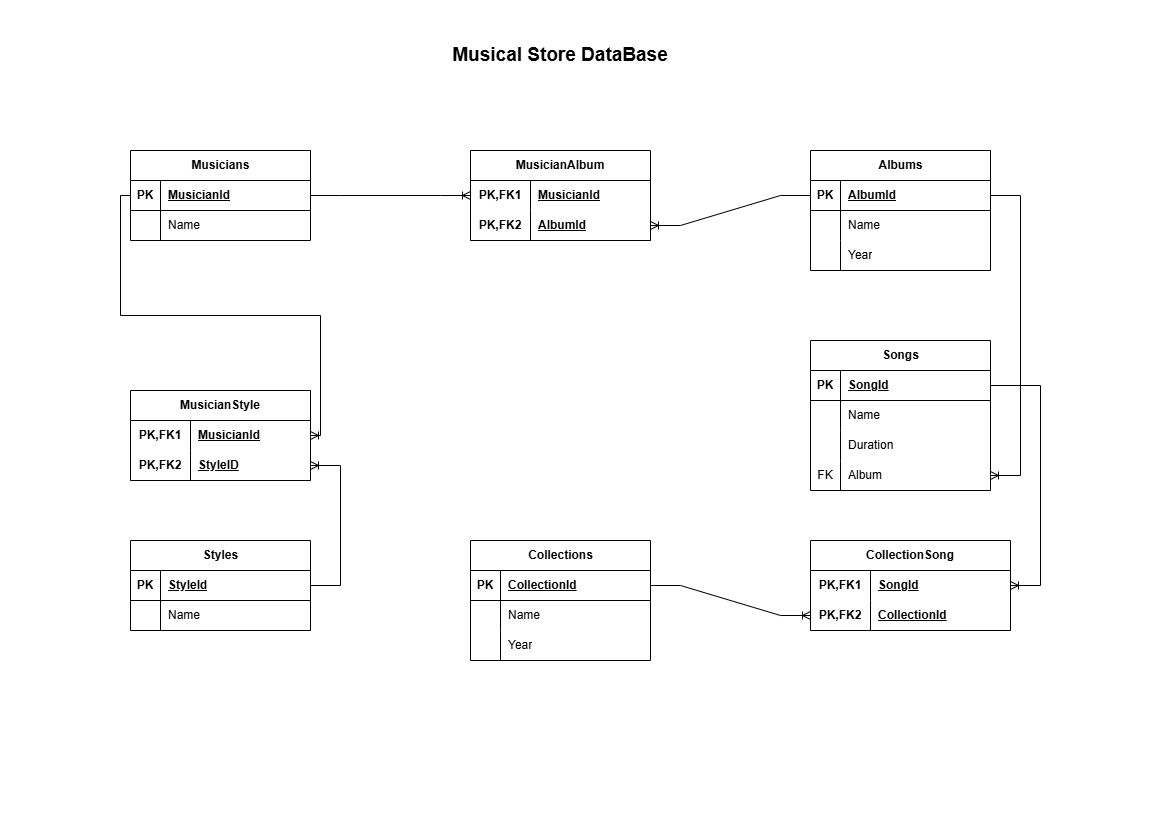 Musical Store DataBase
Musicians
PK MusicianId
Name
MusicianAlbum
PK,FK1 MusicianId
PK,FK2 AlbumId
Albums
PK AlbumId
Name
Year
MusicianStyle
PK,FK1 MusicianId
PK,FK2 StyleID
Songs
PK SongId
Name
Duration
FK Album
Styles
PK StyleId
Name
Collections
PK CollectionId
Name
Year
CollectionSong
PK,FK1 SongId
PK,FK2 CollectionId